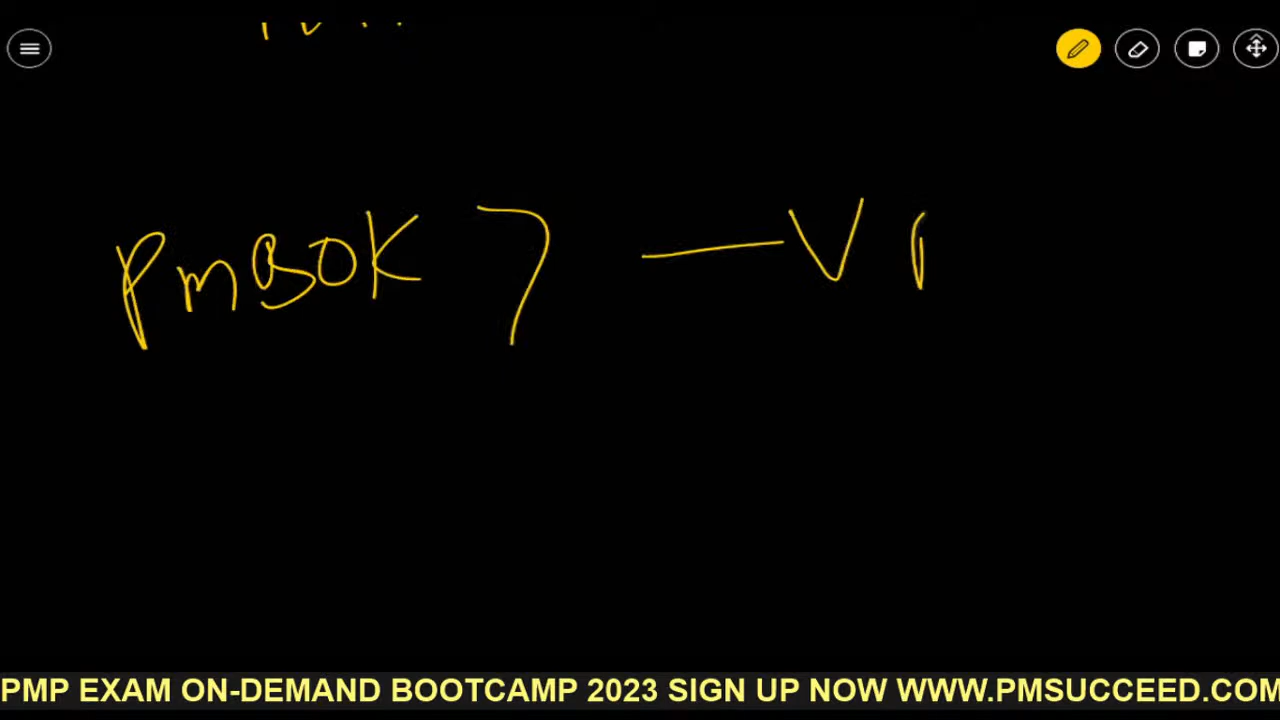 PmBOK 7 — V
PMP EXAM ON-DEMAND BOOTCAMP 2023 SIGN UP NOW WWW.PMSUCCEED.COM